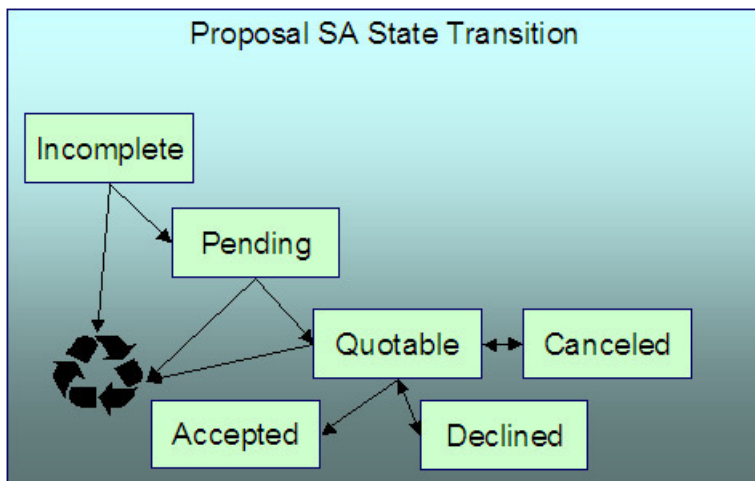 Proposal SA State Transition
Incomplete
Pending
Quotable
Canceled
Accepted
Declined